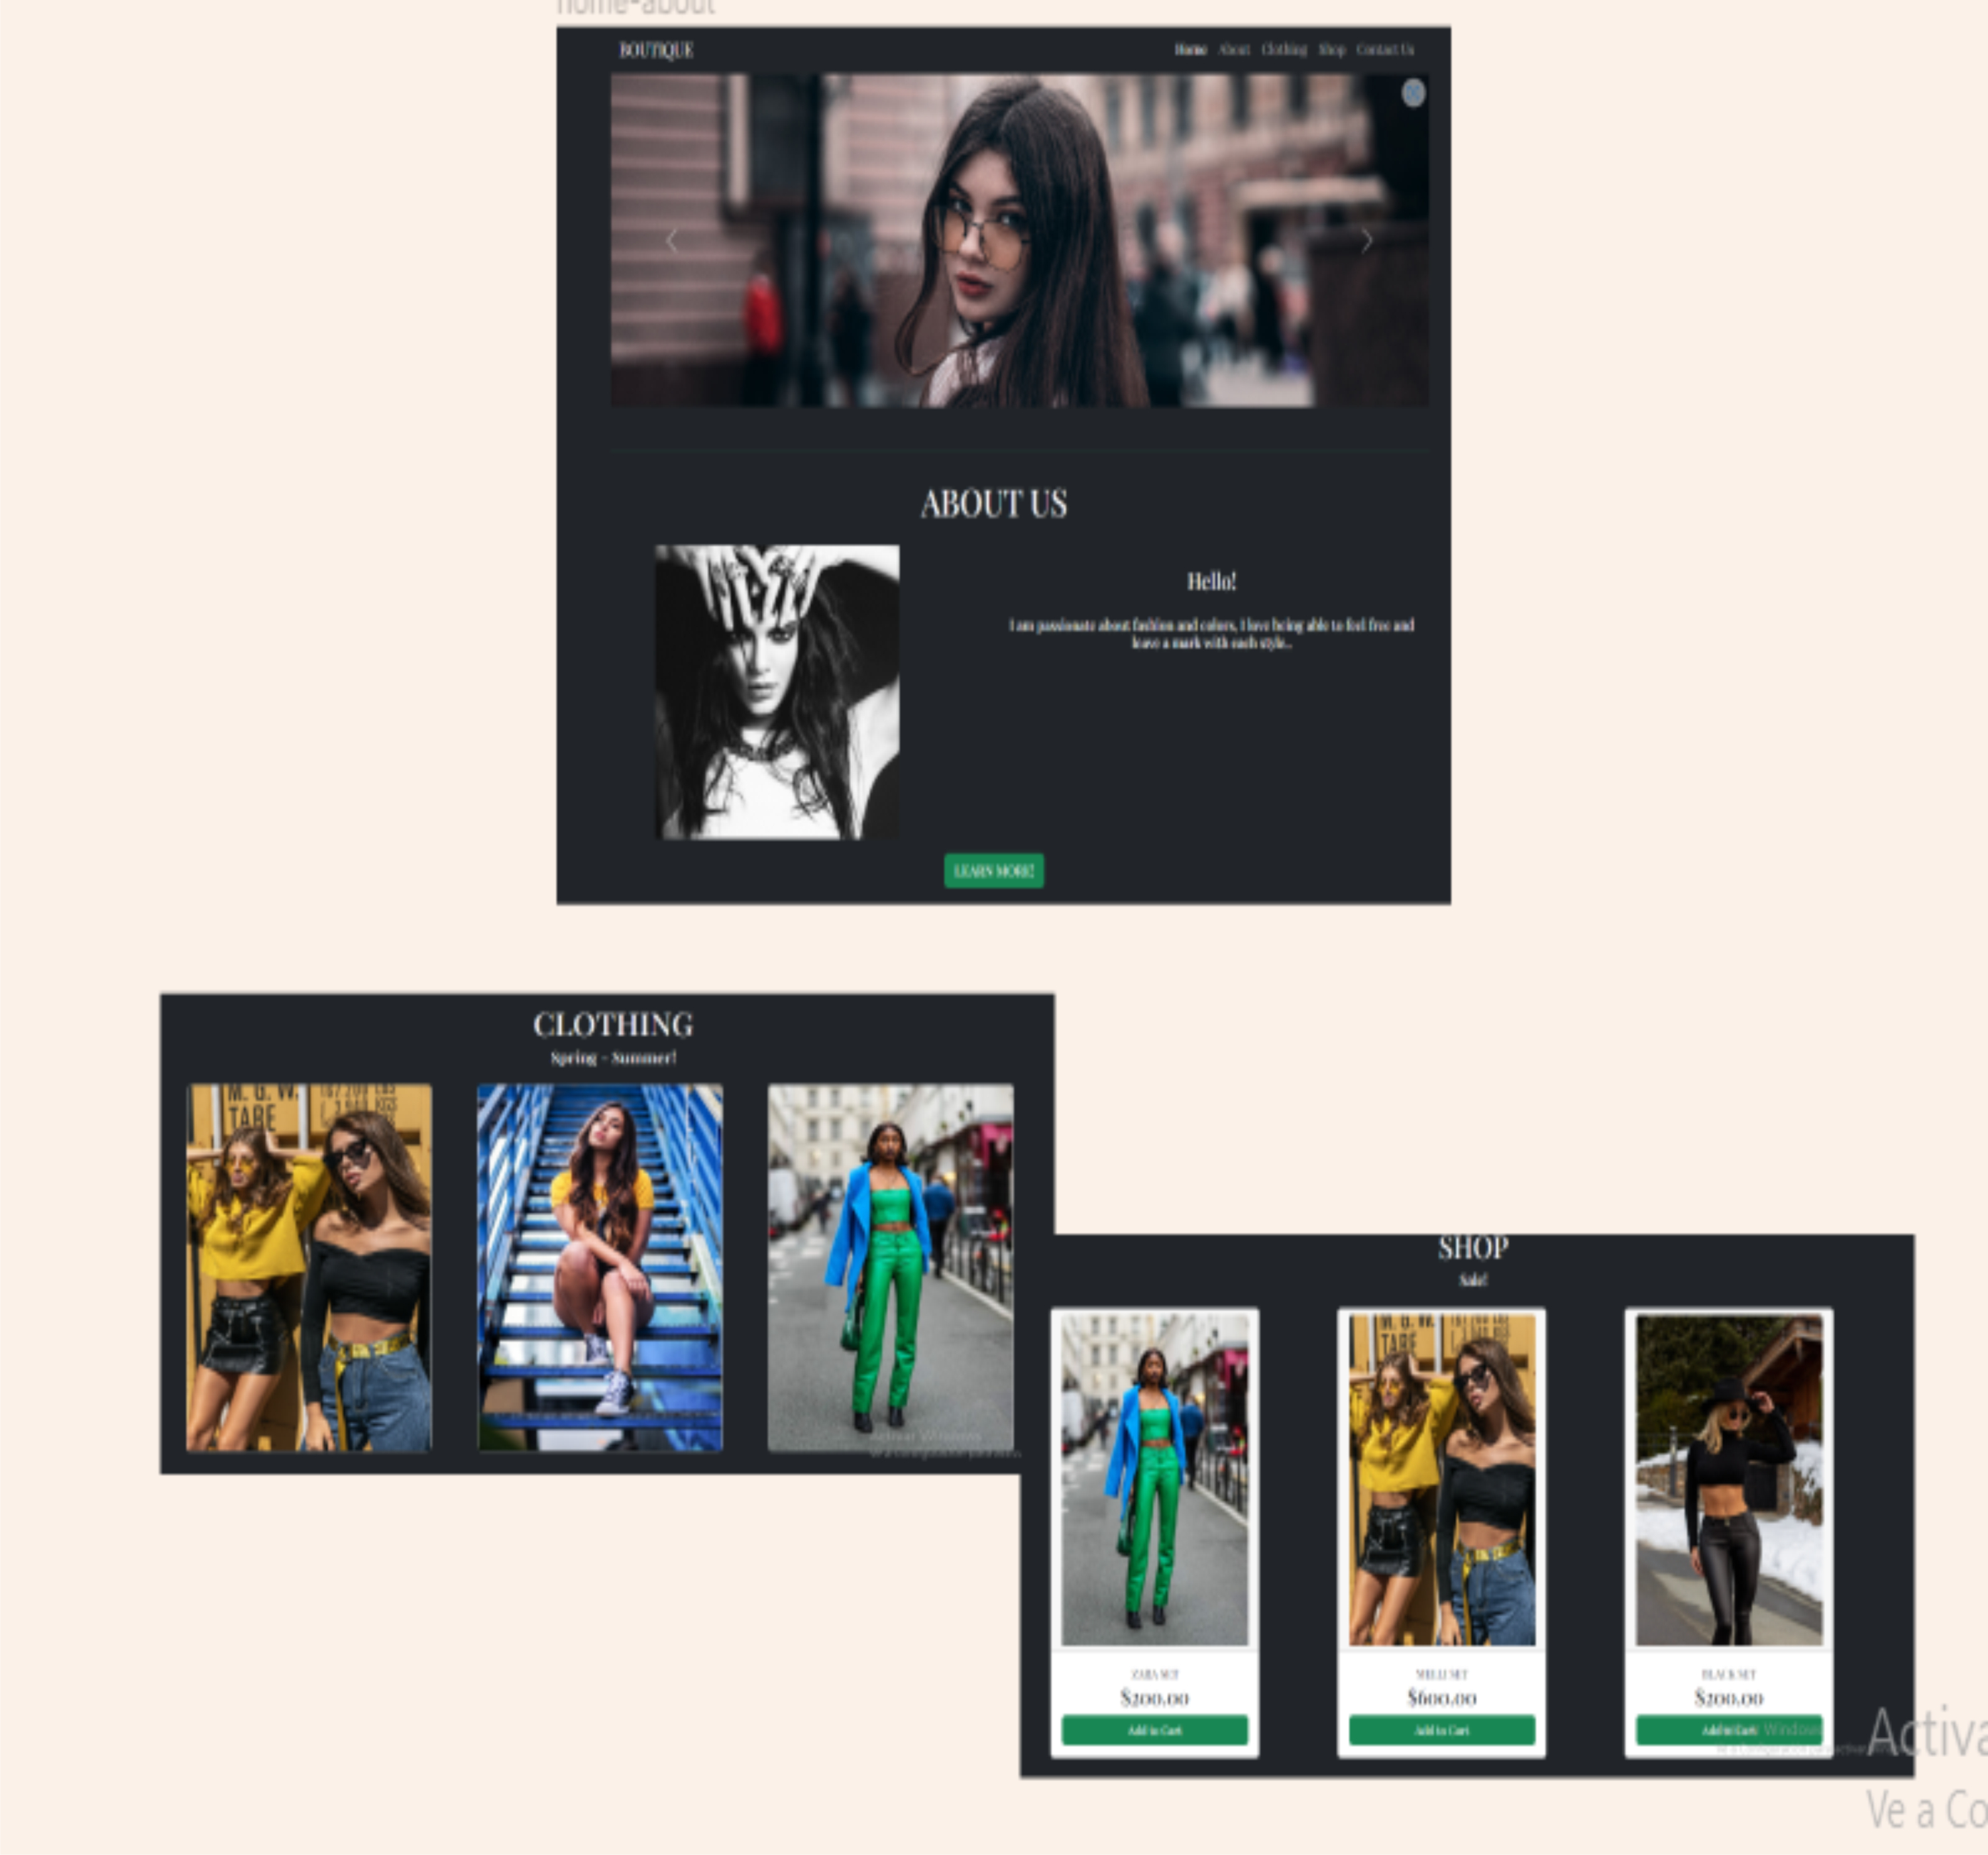 home-about
BOUTIQUE
Home About Clothing Shop Contact Us
ABOUT US
Hello!
I am passionate about fashion and colors, I love being able to feel free and
leave a mark with each style..
LEARN MORE!
CLOTHING
Spring - Summer!
M. G. W.
TARE
SHOP
Sale!
M. G. W.
TARE
ZARA SET
$200.00
Add to Cart
MELLI SET
$600.00
Add to Cart
BLACK SET
$200.00
Add to Cart
Activa
Ve a Co